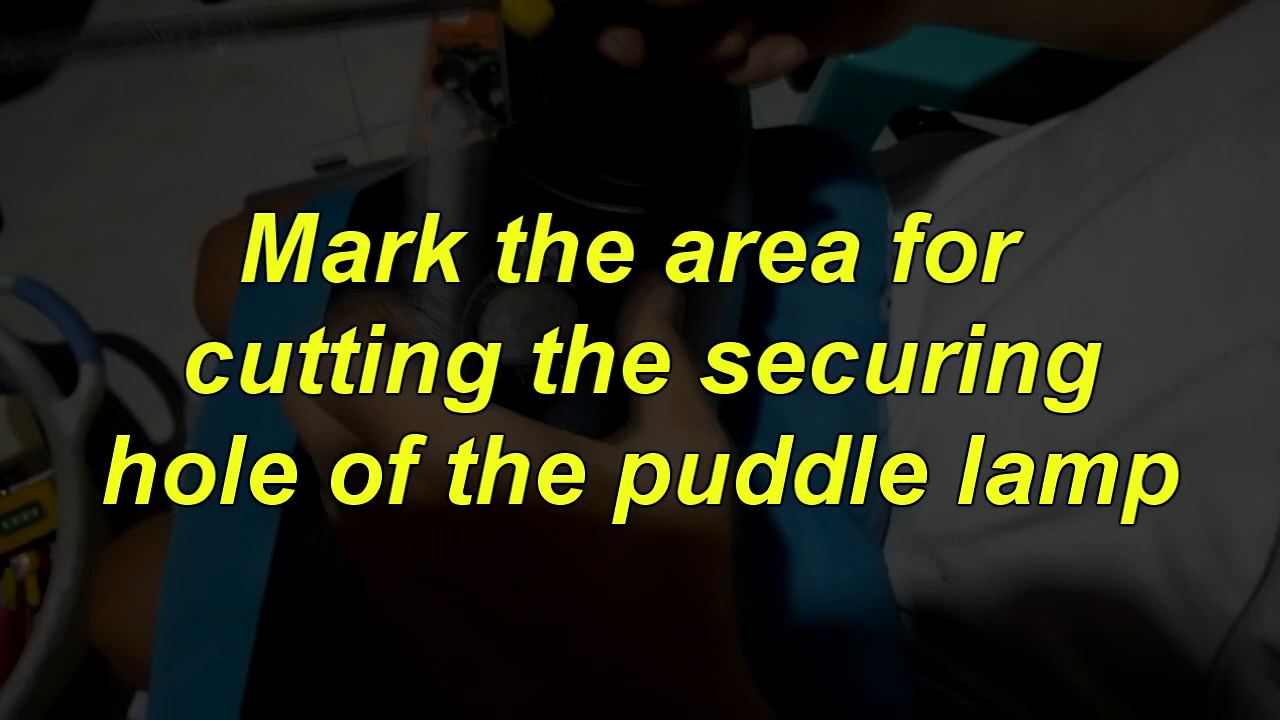 Mark the area for
cutting the securing
hole of the puddle lamp